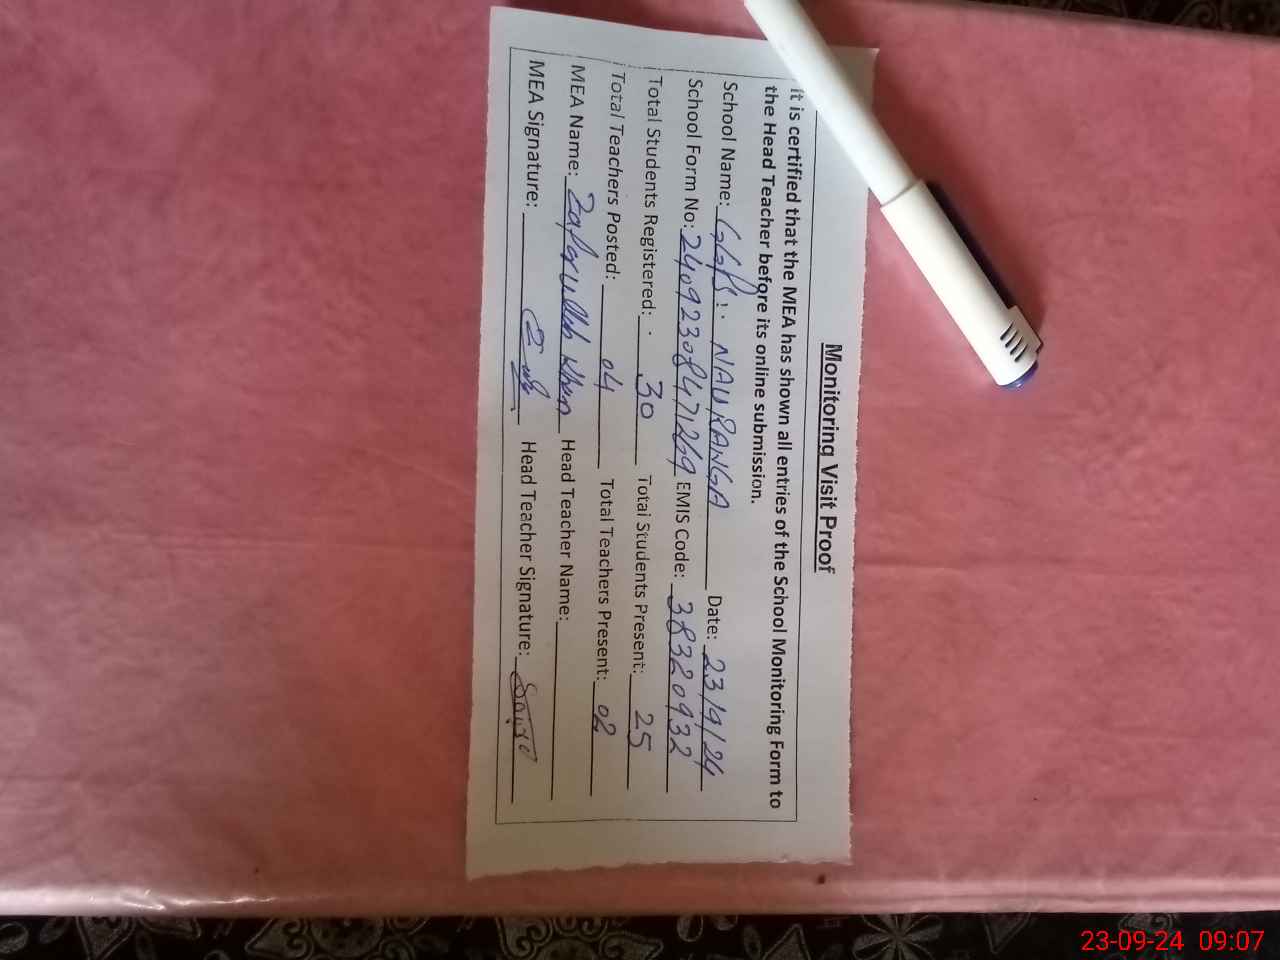 Monitoring Visit Proof
It is certified that the MEA has shown all entries of the School Monitoring Form to
the Head Teacher before its online submission.
School Name: GGPS: NAURANGA Date: 23/9/24
School Form No: 24092308471269 EMIS Code: 38320932
Total Students Registered: 30 Total Students Present: 25
Total Teachers Posted: 04 Total Teachers Present: 02
MEA Name: Zafrullah Khan Head Teacher Name:
MEA Signature: Head Teacher Signature:
23-09-24 09:07